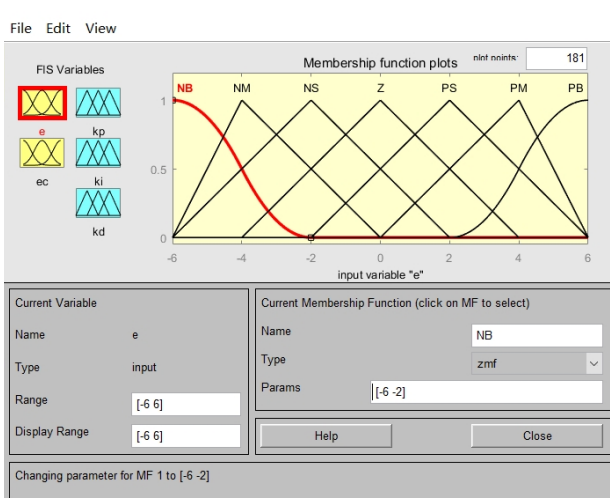 File Edit View
FIS Variables
e
kp
ec
ki
kd
Membership function plots
plot points:
181
NB NM NS Z PS PM PB
1
0.5
0
-6 -4 -2 0 2 4 6
input variable "e"
Current Variable
Name e
Type input
Range [-6 6]
Display Range [-6 6]
Current Membership Function (click on MF to select)
Name NB
Type zmf
Params [-6 -2]
Help Close
Changing parameter for MF 1 to [-6 -2]